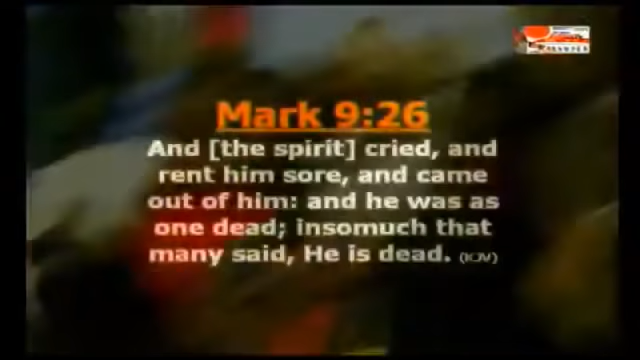 Mark 9:26
And [the spirit] cried, and
rent him sore, and came
out of him: and he was as
one dead; insomuch that
many said, He is dead. (KJV)